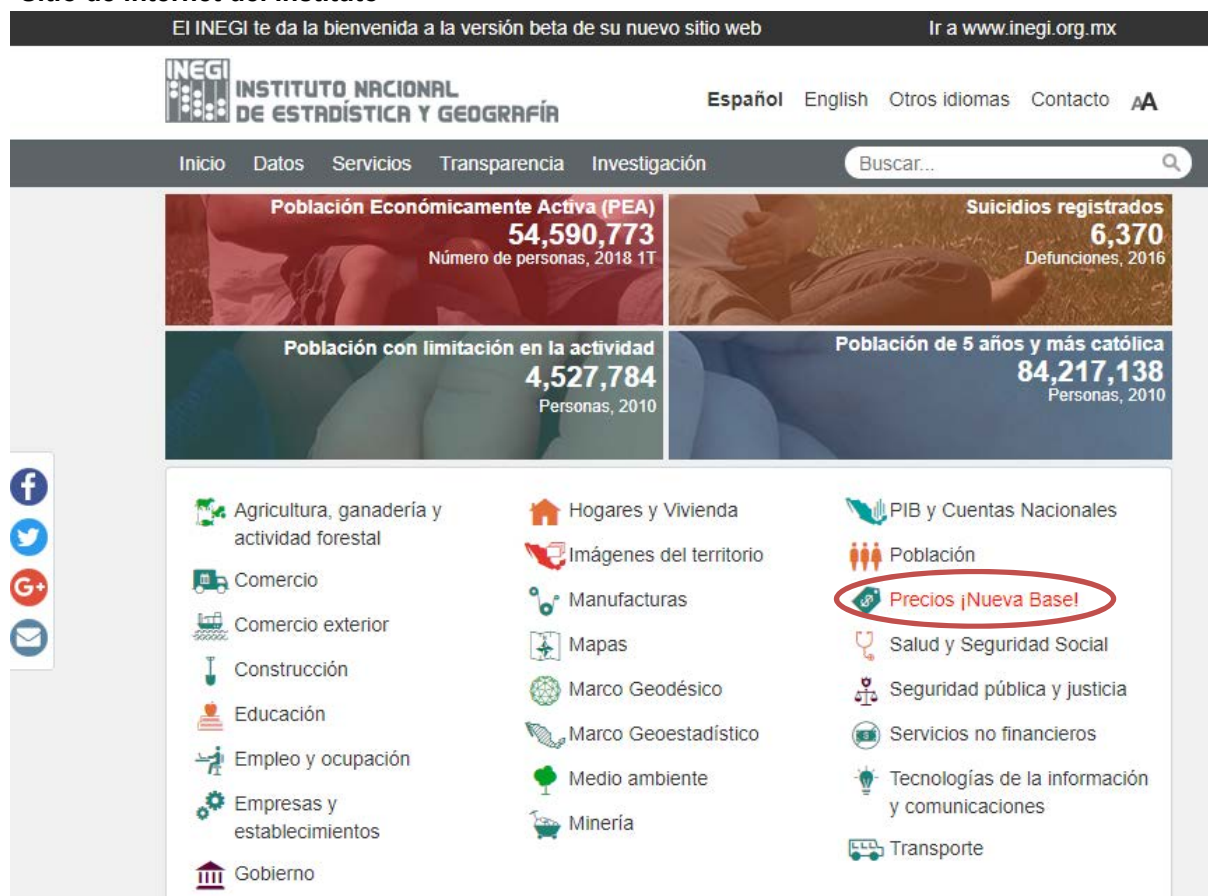 El INEGI te da la bienvenida a la versión beta de su nuevo sitio web
Ir a www.inegi.org.mx
INEGI
INSTITUTO NACIONAL
DE ESTADÍSTICA Y GEOGRAFÍA
Español English Otros idiomas Contacto AA
Inicio Datos Servicios Transparencia Investigación
Buscar...
Población Económicamente Activa (PEA)
54,590,773
Número de personas, 2018 1T
Suicidios registrados
6,370
Defunciones, 2016
Población con limitación en la actividad
4,527,784
Personas, 2010
Población de 5 años y más católica
84,217,138
Personas, 2010
Agricultura, ganadería y
actividad forestal
Comercio
Comercio exterior
Construcción
Educación
Empleo y ocupación
Empresas y
establecimientos
Gobierno
Hogares y Vivienda
Imágenes del territorio
Manufacturas
Mapas
Marco Geodésico
Marco Geoestadístico
Medio ambiente
Minería
PIB y Cuentas Nacionales
Población
Precios ¡Nueva Base!
Salud y Seguridad Social
Seguridad pública y justicia
Servicios no financieros
Tecnologías de la información
y comunicaciones
Transporte